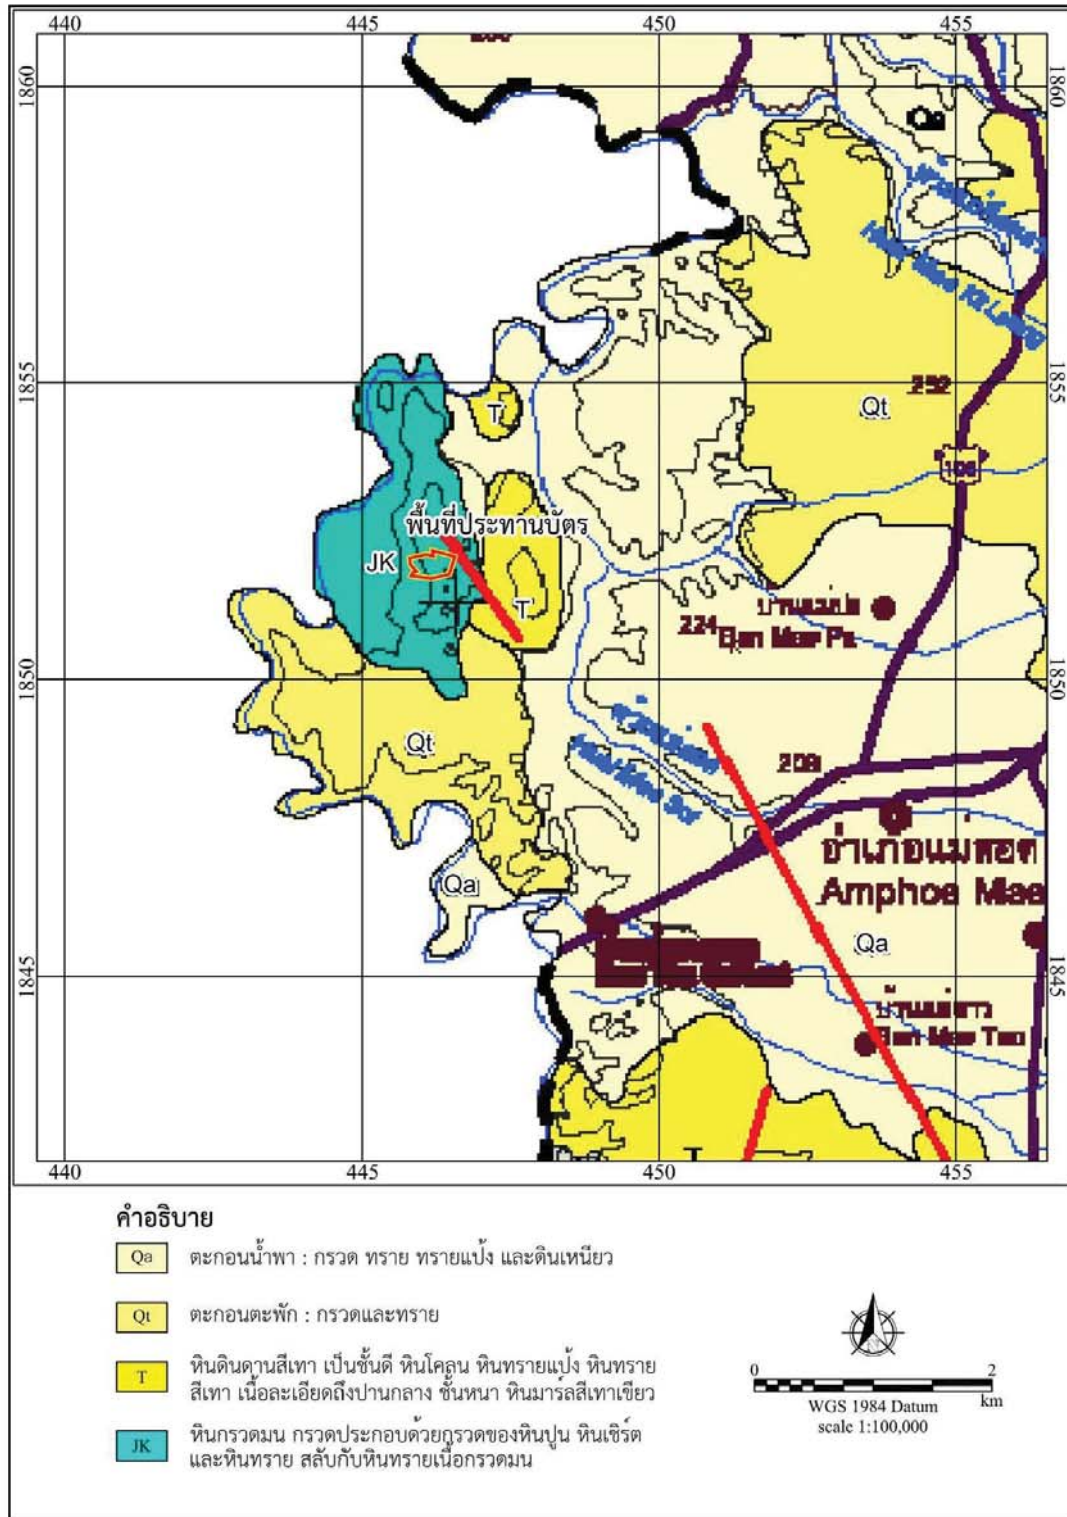 440 445 450 455
1860 1860
Qa
1855 1855
252
Qt
T
105
พื้นที่ประทานบัตร
JK
T
บ้านแม่ปะ
224 Ban Mae Pa
1850 1850
Qt
209
อำเภอแม่สอด
Amphoe Mae
Qa
Qa
1845 1845
บ้านแม่ตาว
Ban Mae Tao
T
440 445 450 455
คำอธิบาย
Qa ตะกอนน้ำพา : กรวด ทราย ทรายแป้ง และดินเหนียว
Qt ตะกอนตะพัก : กรวดและทราย
T หินดินดานสีเทา เป็นชั้นดี หินโคลน หินทรายแป้ง หินทราย
สีเทา เนื้อละเอียดถึงปานกลาง ชั้นหนา หินมาร์ลสีเทาเขียว
JK หินกรวดมน กรวดประกอบด้วยกรวดของหินปูน หินเชิร์ต
และหินทราย สลับกับหินทรายเนื้อกรวดมน
N
0 2
km
WGS 1984 Datum
scale 1:100,000